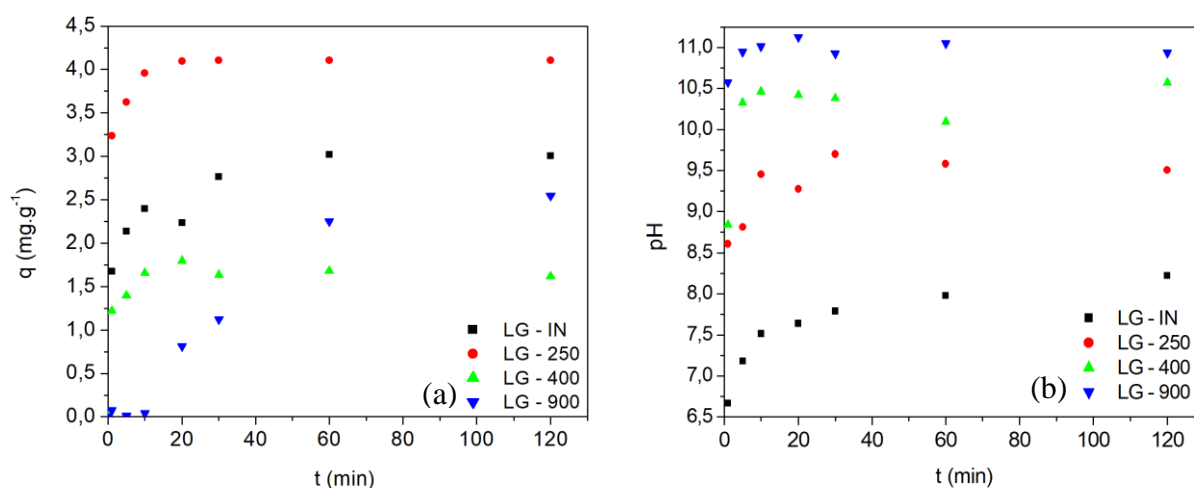 4,5
4,0
3,5
3,0
2,5
2,0
1,5
1,0
0,5
0,0
q (mg.g⁻¹)
0 20 40 60 80 100 120
t (min)
LG - IN
LG - 250
LG - 400
LG - 900
(a)
11,0
10,5
10,0
9,5
9,0
8,5
8,0
7,5
7,0
6,5
pH
0 20 40 60 80 100 120
t (min)
LG - IN
LG - 250
LG - 400
LG - 900
(b)